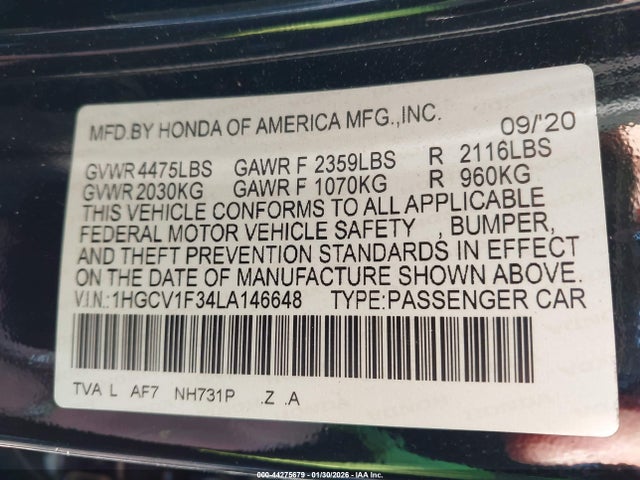 MFD.BY HONDA OF AMERICA MFG.,INC. 09/'20
GVWR 4475LBS GAWR F 2359LBS R 2116LBS
GVWR 2030KG GAWR F 1070KG R 960KG
THIS VEHICLE CONFORMS TO ALL APPLICABLE
FEDERAL MOTOR VEHICLE SAFETY , BUMPER,
AND THEFT PREVENTION STANDARDS IN EFFECT
ON THE DATE OF MANUFACTURE SHOWN ABOVE.
V.I.N.:1HGCV1F34LA146648 TYPE:PASSENGER CAR
TVA L AF7 NH731P .Z .A
000-44275679 - 01/30/2026 - IAA Inc.